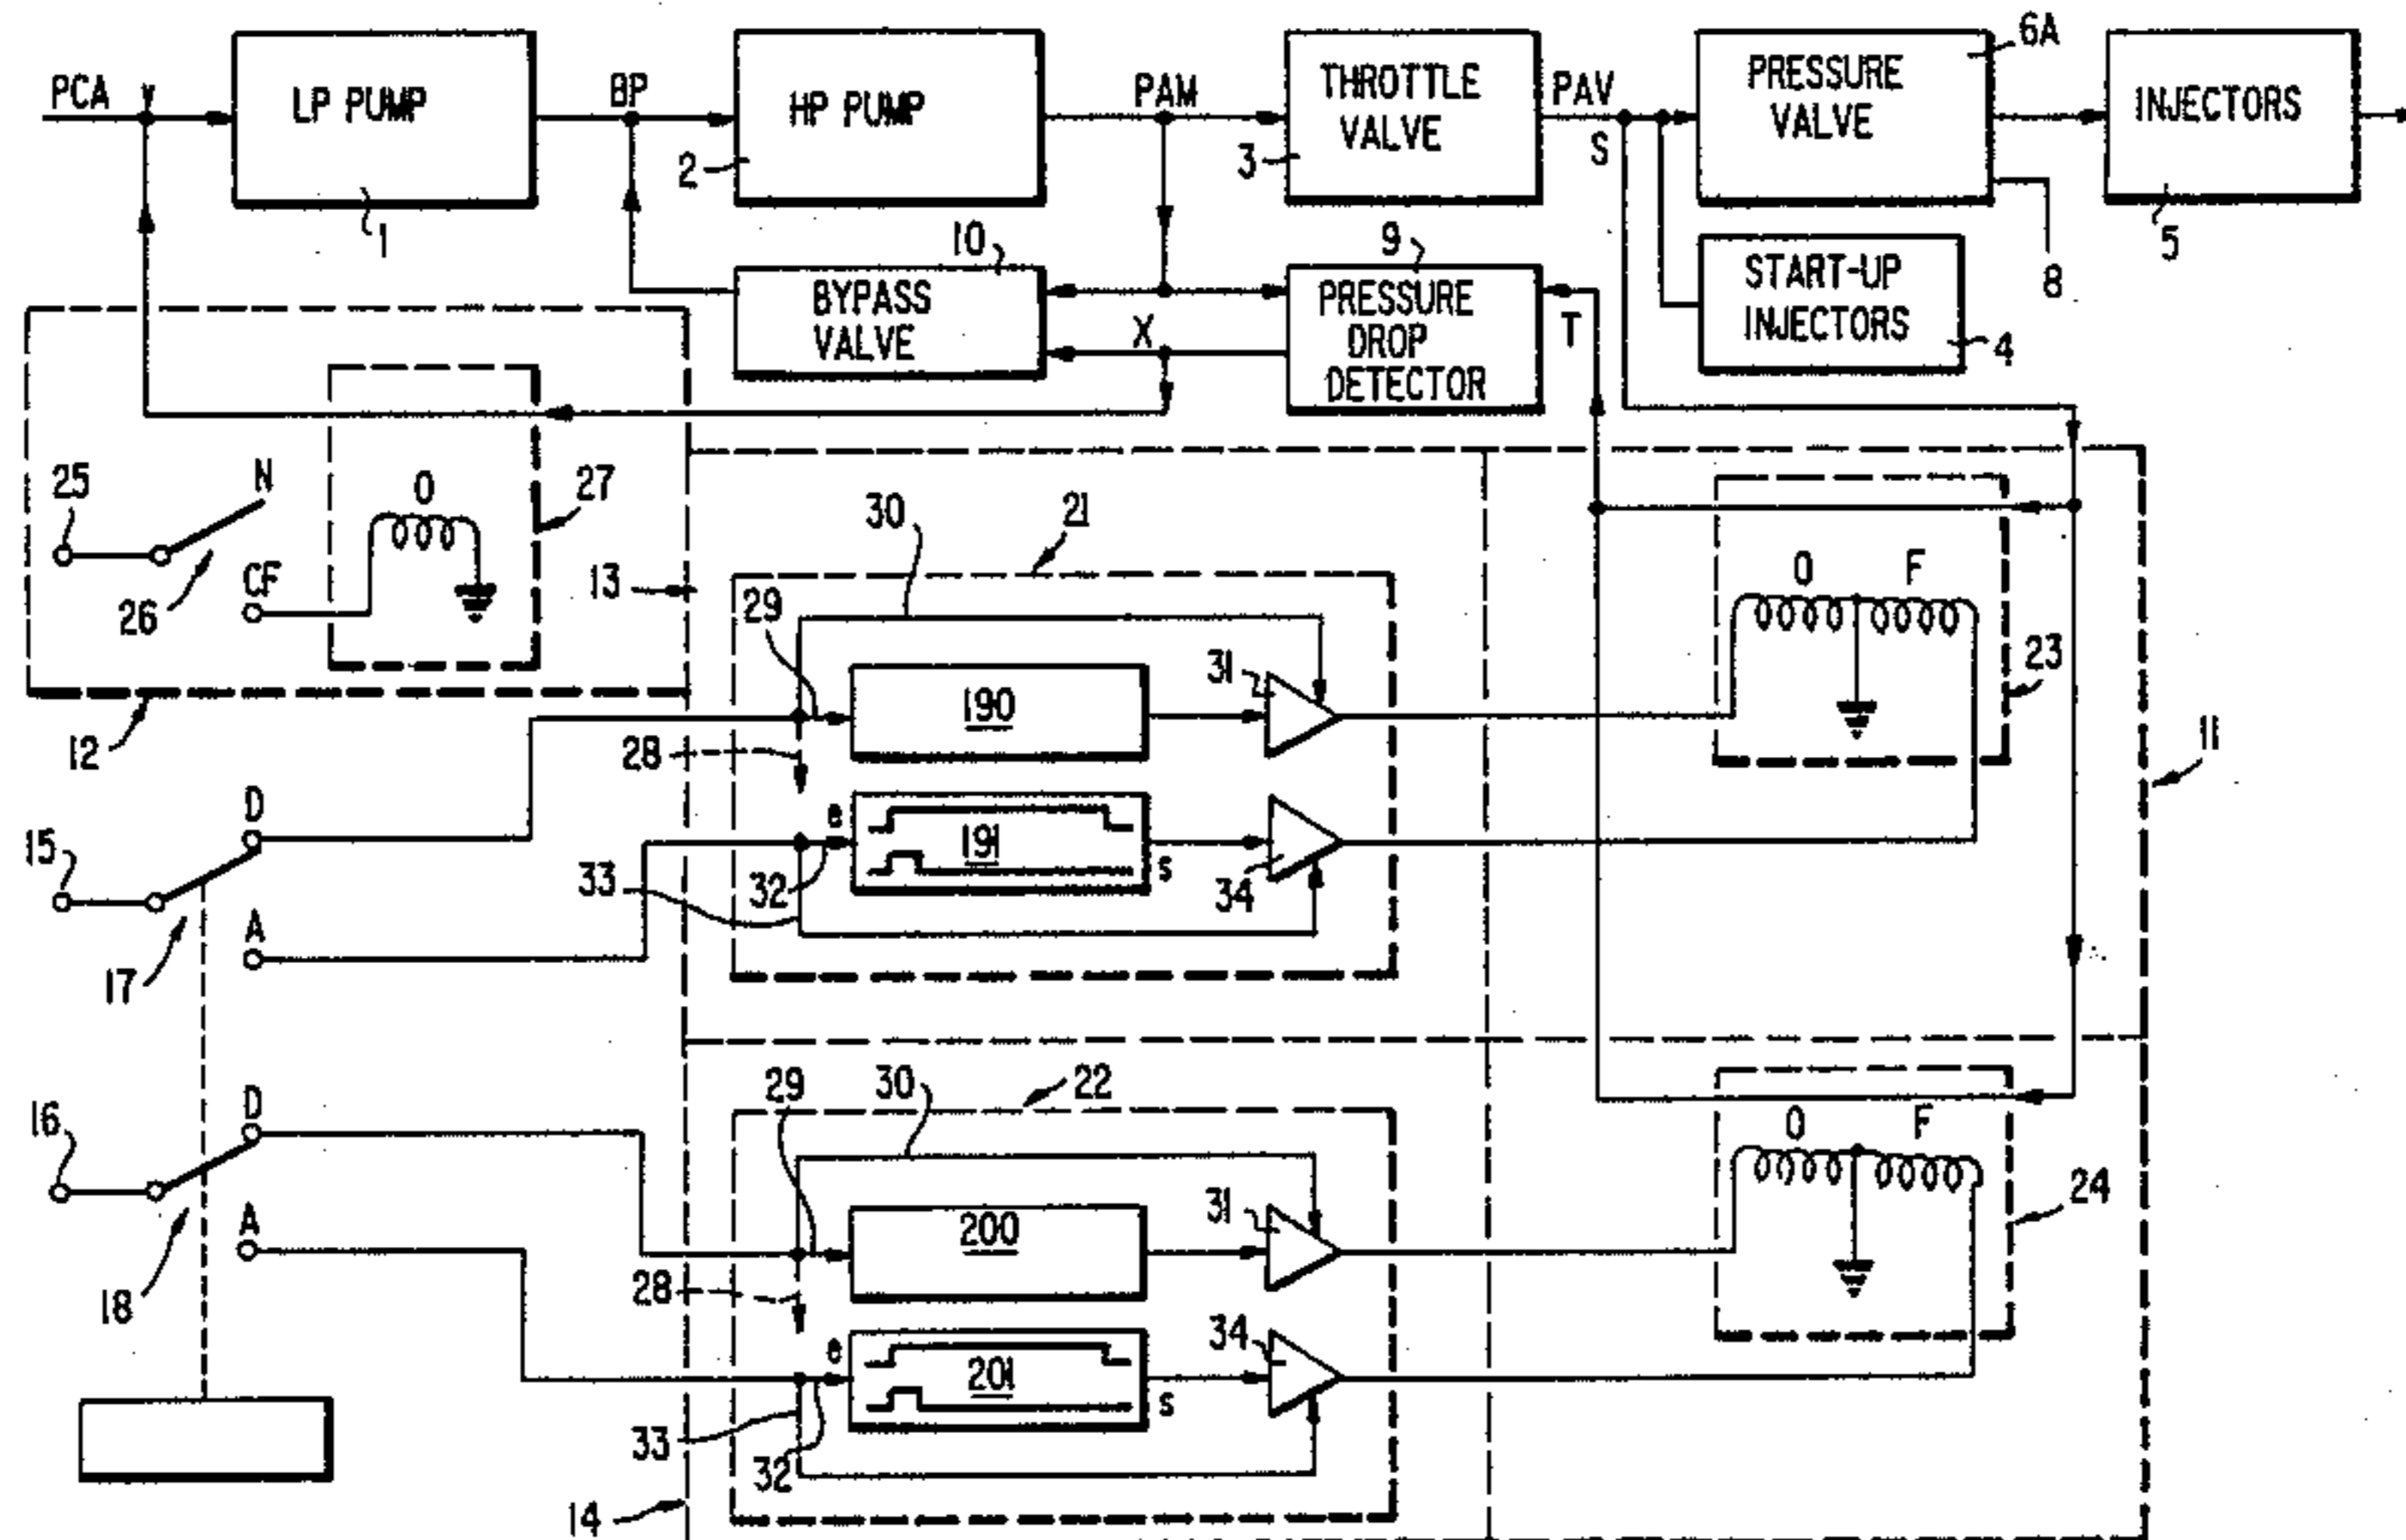 PCA
Y
LP PUMP
1
BP
HP PUMP
2
PAM
THROTTLE
VALVE
3
PAV
S
PRESSURE
VALVE
6A
8
INJECTORS
5
START-UP
INJECTORS
4
BYPASS
VALVE
10
PRESSURE
DROP
DETECTOR
9
T
X
25
N
26
CF
O
27
12
13
21
30
29
190
31
28
e
191
s
32
33
34
O F
23
11
15
D
17
A
16
D
18
A
22
30
29
200
31
28
e
201
s
32
33
34
O F
24
14